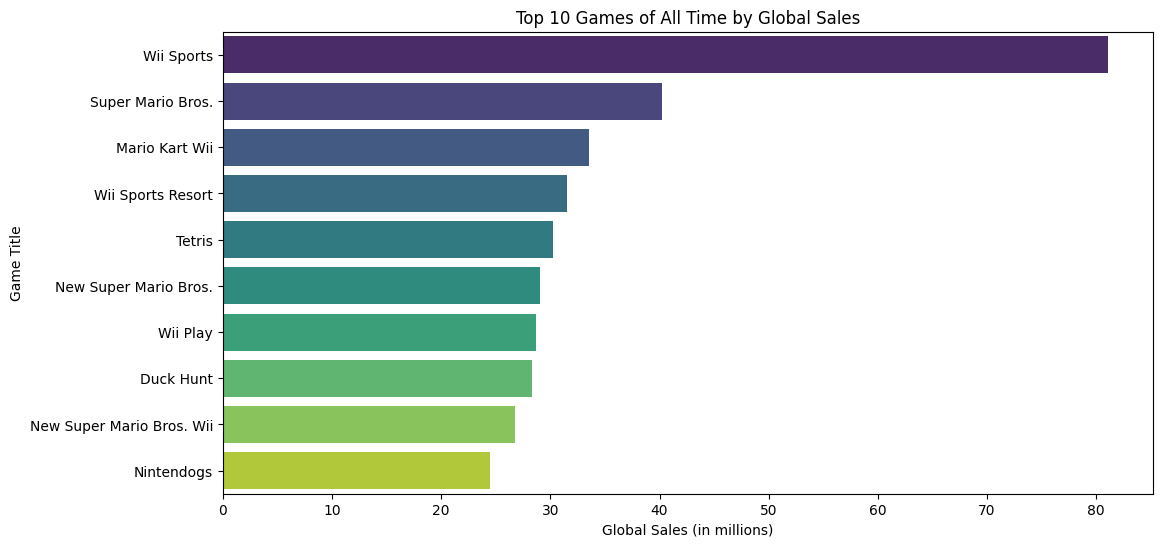 Top 10 Games of All Time by Global Sales
Game Title
Wii Sports
Super Mario Bros.
Mario Kart Wii
Wii Sports Resort
Tetris
New Super Mario Bros.
Wii Play
Duck Hunt
New Super Mario Bros. Wii
Nintendogs
0 10 20 30 40 50 60 70 80
Global Sales (in millions)